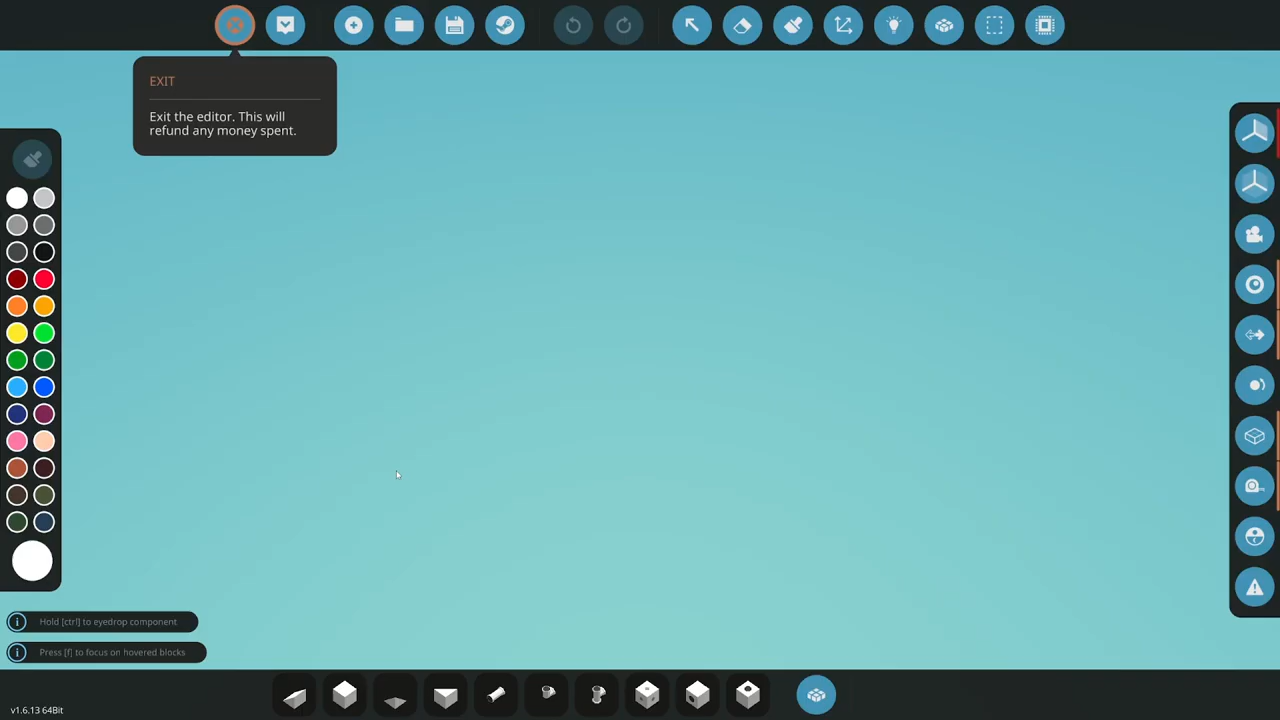 EXIT
Exit the editor. This will
refund any money spent.
Hold [ctrl] to eyedrop component
Press [f] to focus on hovered blocks
v1.6.13 64Bit